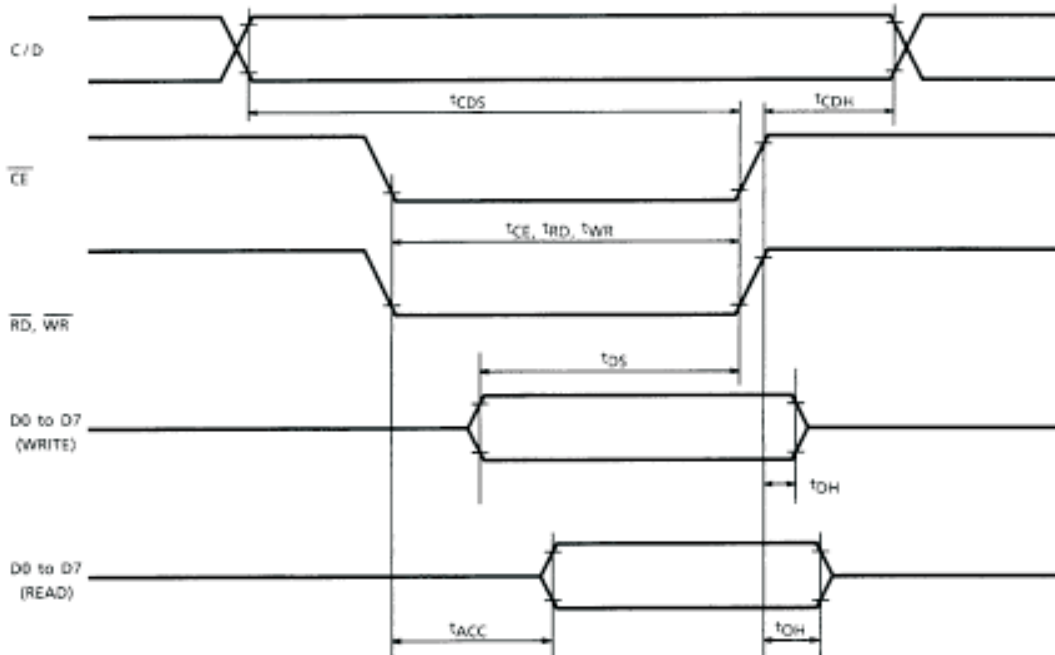 C/D
tCDS
tCDH
CE
tCE, tRD, tWR
RD, WR
tDS
D0 to D7
(WRITE)
tDH
D0 to D7
(READ)
tACC
tOH